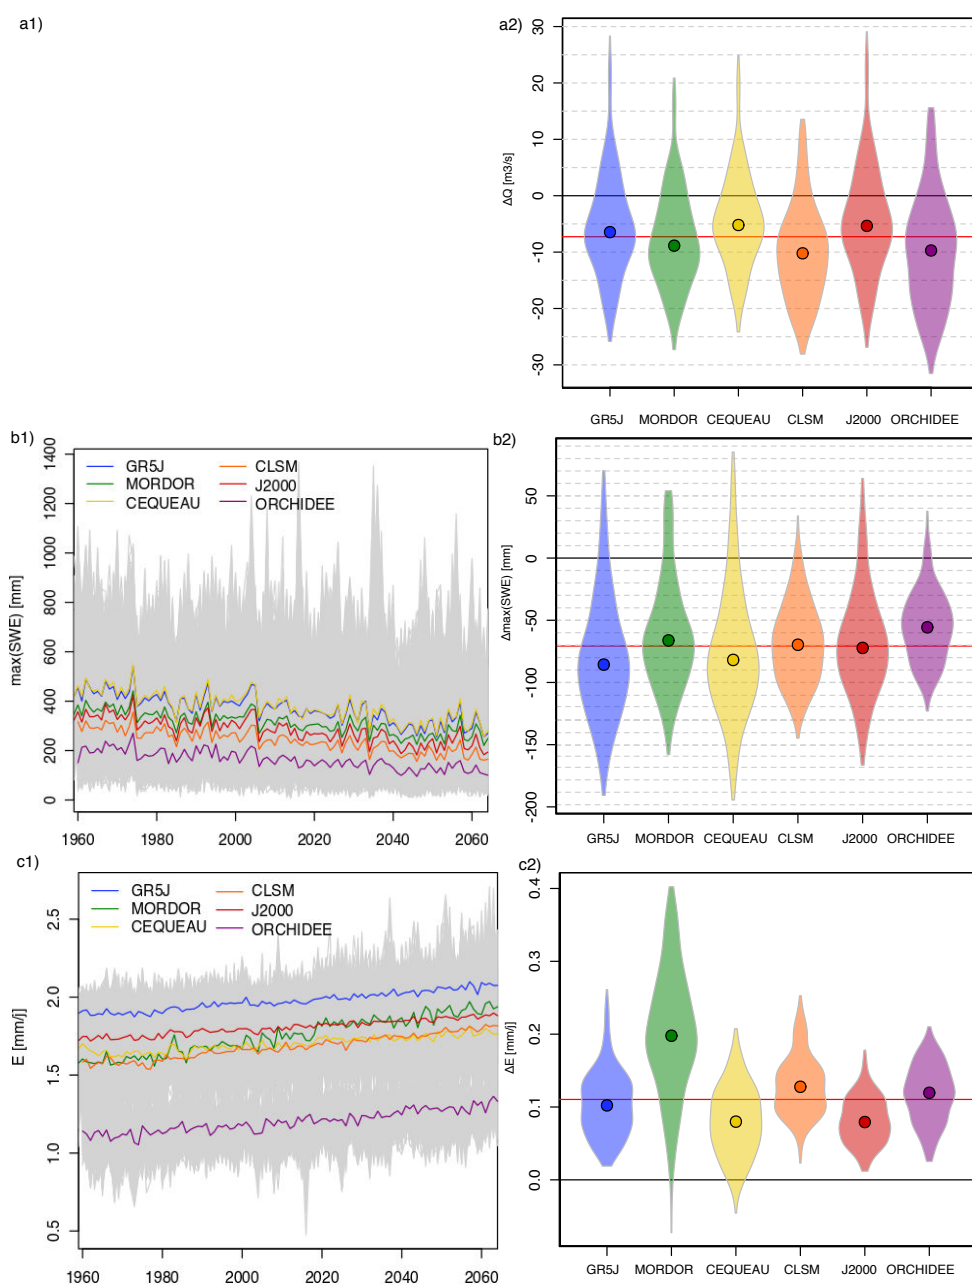 a1)
a2)
ΔQ [m3/s]
30
20
10
0
-10
-20
-30
GR5J MORDOR CEQUEAU CLSM J2000 ORCHIDEE
b1)
max(SWE) [mm]
1400
1200
1000
800
600
400
200
0
GR5J CLSM
MORDOR J2000
CEQUEAU ORCHIDEE
1960 1980 2000 2020 2040 2060
b2)
Δmax(SWE) [mm]
50
0
-50
-100
-150
-200
GR5J MORDOR CEQUEAU CLSM J2000 ORCHIDEE
c1)
E [mm/j]
2.5
2.0
1.5
1.0
0.5
GR5J CLSM
MORDOR J2000
CEQUEAU ORCHIDEE
1960 1980 2000 2020 2040 2060
c2)
ΔE [mm/j]
0.4
0.3
0.2
0.1
0.0
GR5J MORDOR CEQUEAU CLSM J2000 ORCHIDEE